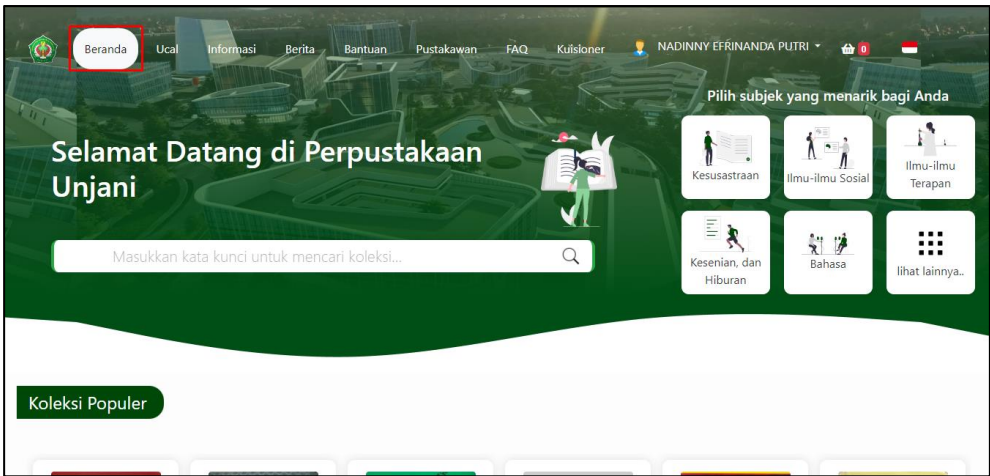 Beranda
Ucal
Informasi
Berita
Bantuan
Pustakawan
FAQ
Kuisioner
NADINNY EFRINANDA PUTRI
0
Pilih subjek yang menarik bagi Anda
Selamat Datang di Perpustakaan
Unjani
Masukkan kata kunci untuk mencari koleksi...
Kesusastraan
Ilmu-ilmu Sosial
Ilmu-ilmu
Terapan
Kesenian, dan
Hiburan
Bahasa
lihat lainnya..
Koleksi Populer